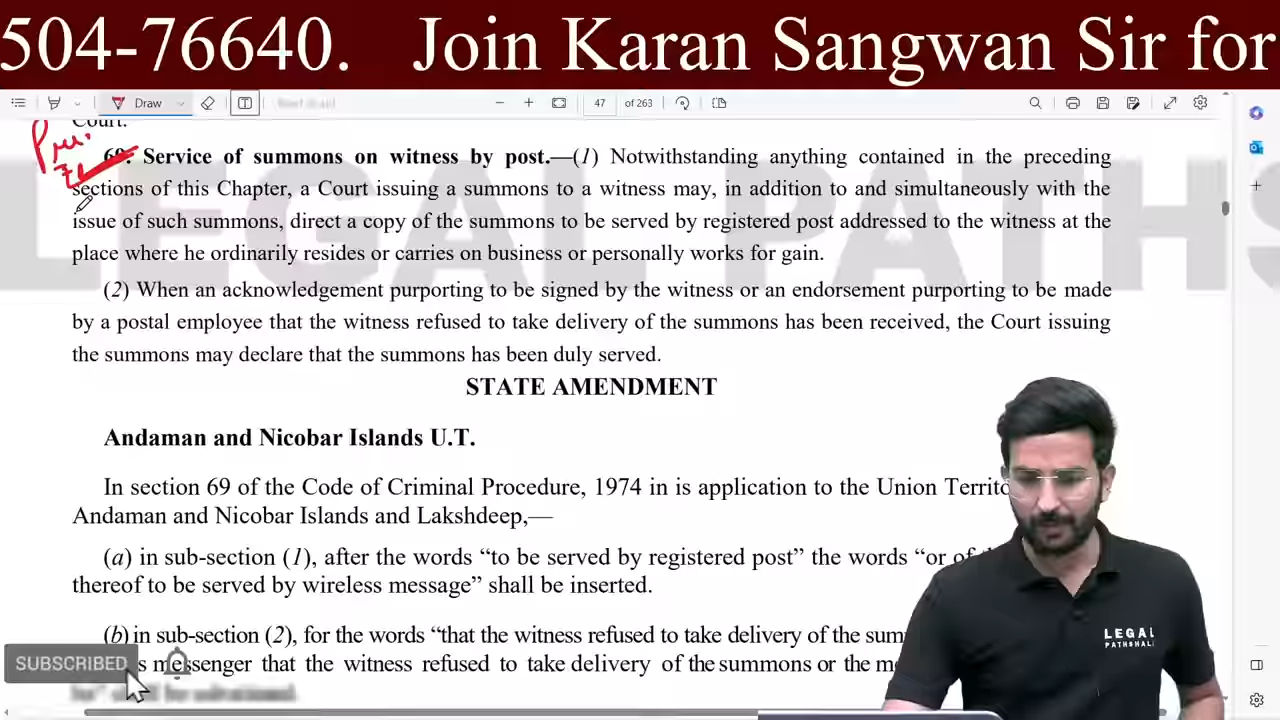 504-76640.   Join Karan Sangwan Sir for
Draw
47 of 263
Court.
Pre.
69. Service of summons on witness by post.—(1) Notwithstanding anything contained in the preceding
sections of this Chapter, a Court issuing a summons to a witness may, in addition to and simultaneously with the
issue of such summons, direct a copy of the summons to be served by registered post addressed to the witness at the
place where he ordinarily resides or carries on business or personally works for gain.
(2) When an acknowledgement purporting to be signed by the witness or an endorsement purporting to be made
by a postal employee that the witness refused to take delivery of the summons has been received, the Court issuing
the summons may declare that the summons has been duly served.
STATE AMENDMENT
Andaman and Nicobar Islands U.T.
In section 69 of the Code of Criminal Procedure, 1974 in is application to the Union Territo
Andaman and Nicobar Islands and Lakshdeep,—
(a) in sub-section (1), after the words “to be served by registered post” the words “or of
thereof to be served by wireless message” shall be inserted.
(b) in sub-section (2), for the words “that the witness refused to take delivery of the sum
messenger that the witness refused to take delivery of the summons or the
SUBSCRIBED
LEGAL PATHSHALA
LEGAL PATHS